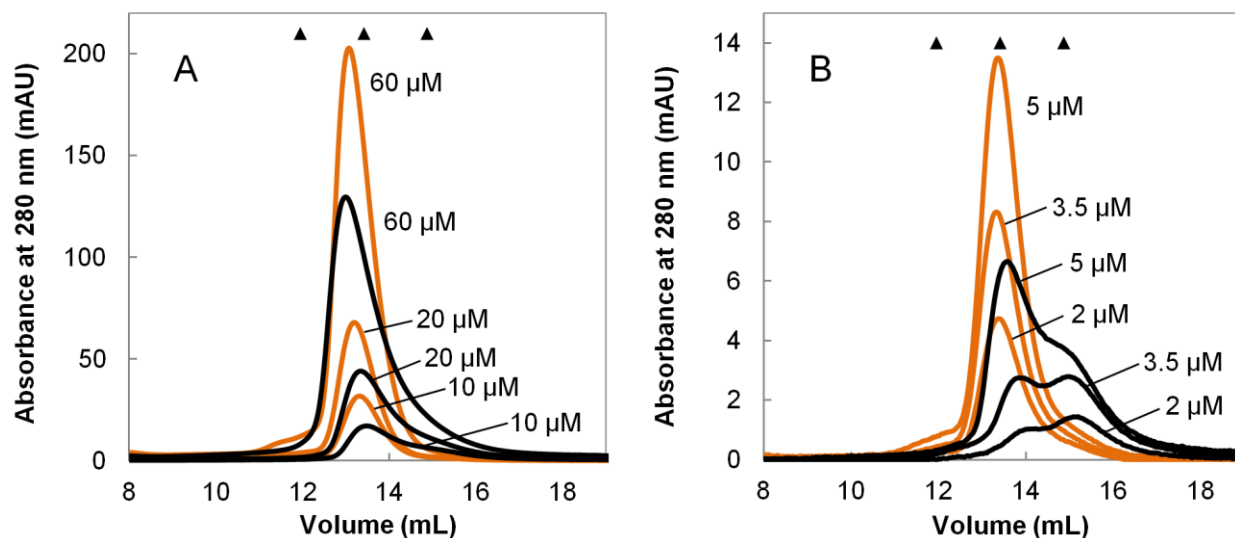 A
60 µM
60 µM
20 µM
20 µM
10 µM
10 µM
200
150
100
50
0
8
10
12
14
16
18
Absorbance at 280 nm (mAU)
Volume (mL)
B
5 µM
3.5 µM
5 µM
2 µM
3.5 µM
2 µM
14
12
10
8
6
4
2
0
8
10
12
14
16
18
Absorbance at 280 nm (mAU)
Volume (mL)